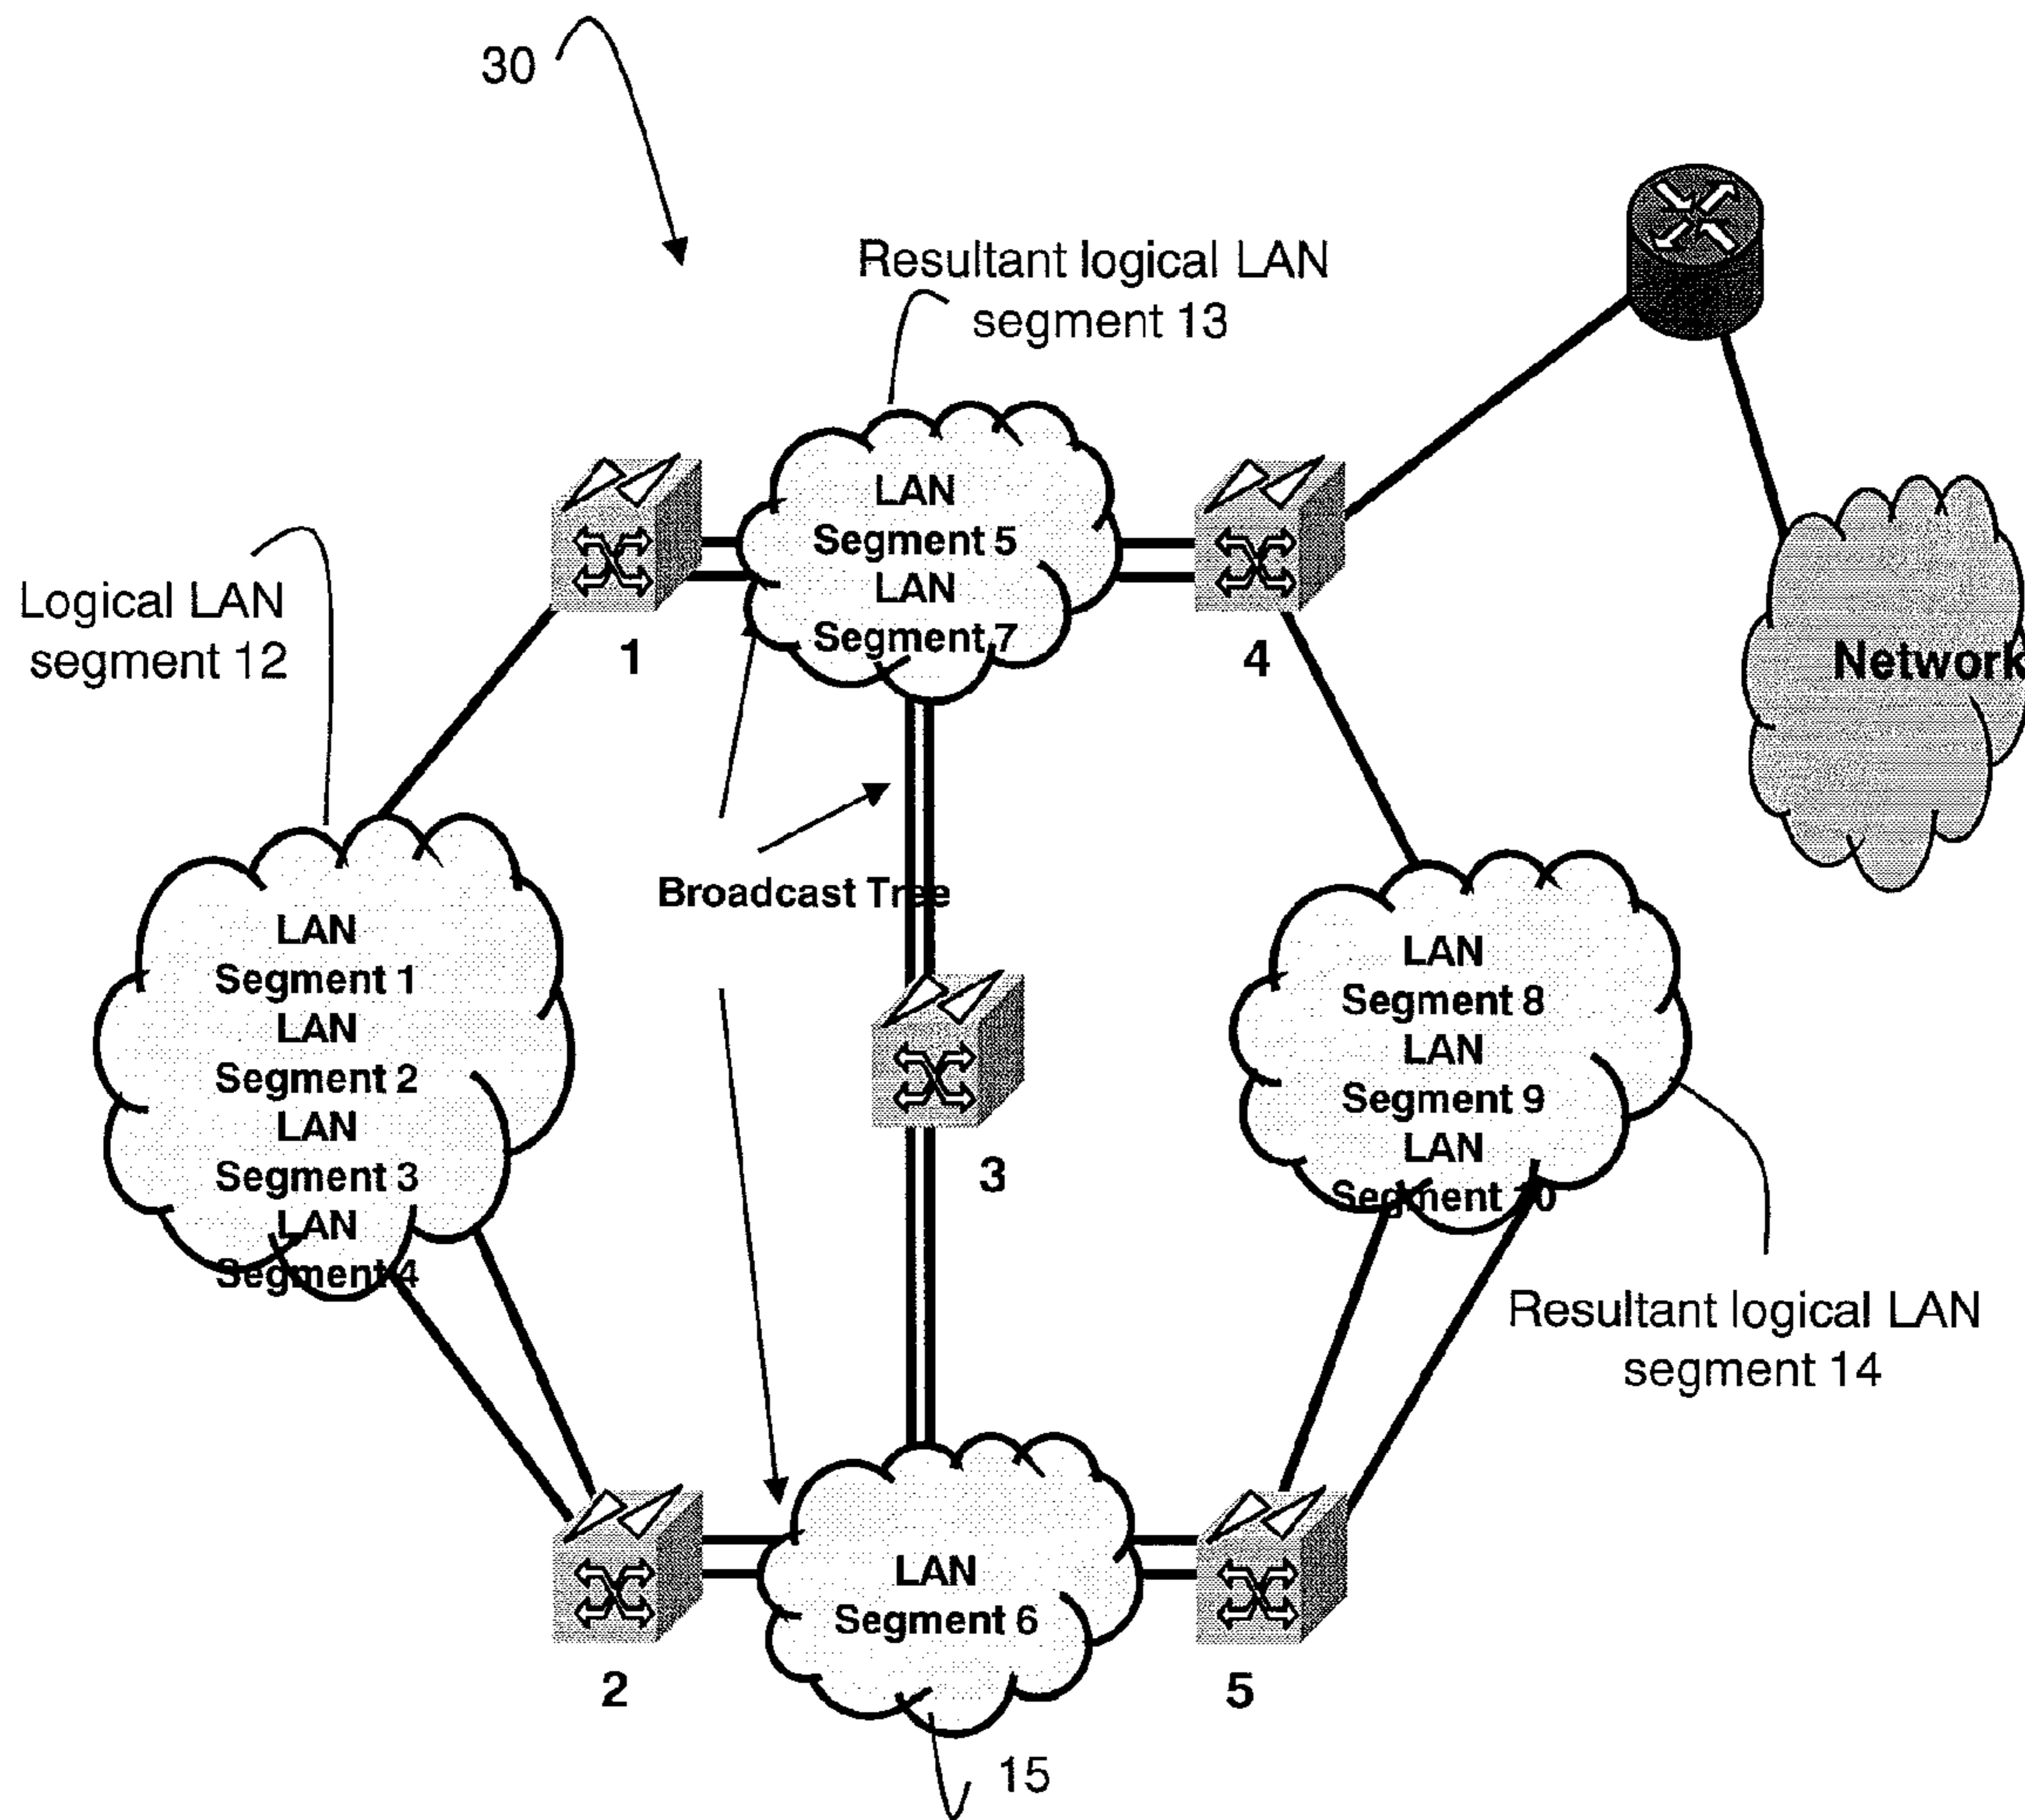 30
Resultant logical LAN
segment 13
LAN
Segment 5
LAN
Segment 7
1
4
Logical LAN
segment 12
Network
Broadcast Tree
LAN
Segment 1
LAN
Segment 2
LAN
Segment 3
LAN
Segment 4
LAN
Segment 8
LAN
Segment 9
LAN
Segment 10
3
Resultant logical LAN
segment 14
LAN
Segment 6
2
5
15